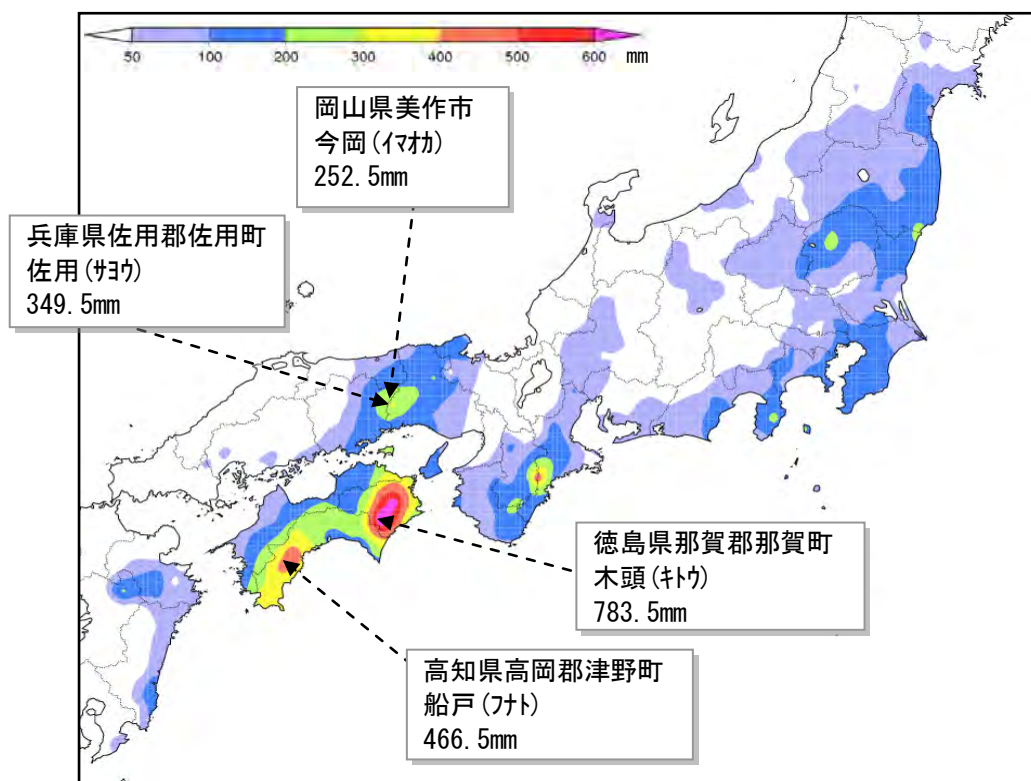 50 100 200 300 400 500 600 mm
岡山県美作市
今岡(イマオカ)
252.5mm
兵庫県佐用郡佐用町
佐用(サヨウ)
349.5mm
徳島県那賀郡那賀町
木頭(キトウ)
783.5mm
高知県高岡郡津野町
船戸(フナト)
466.5mm